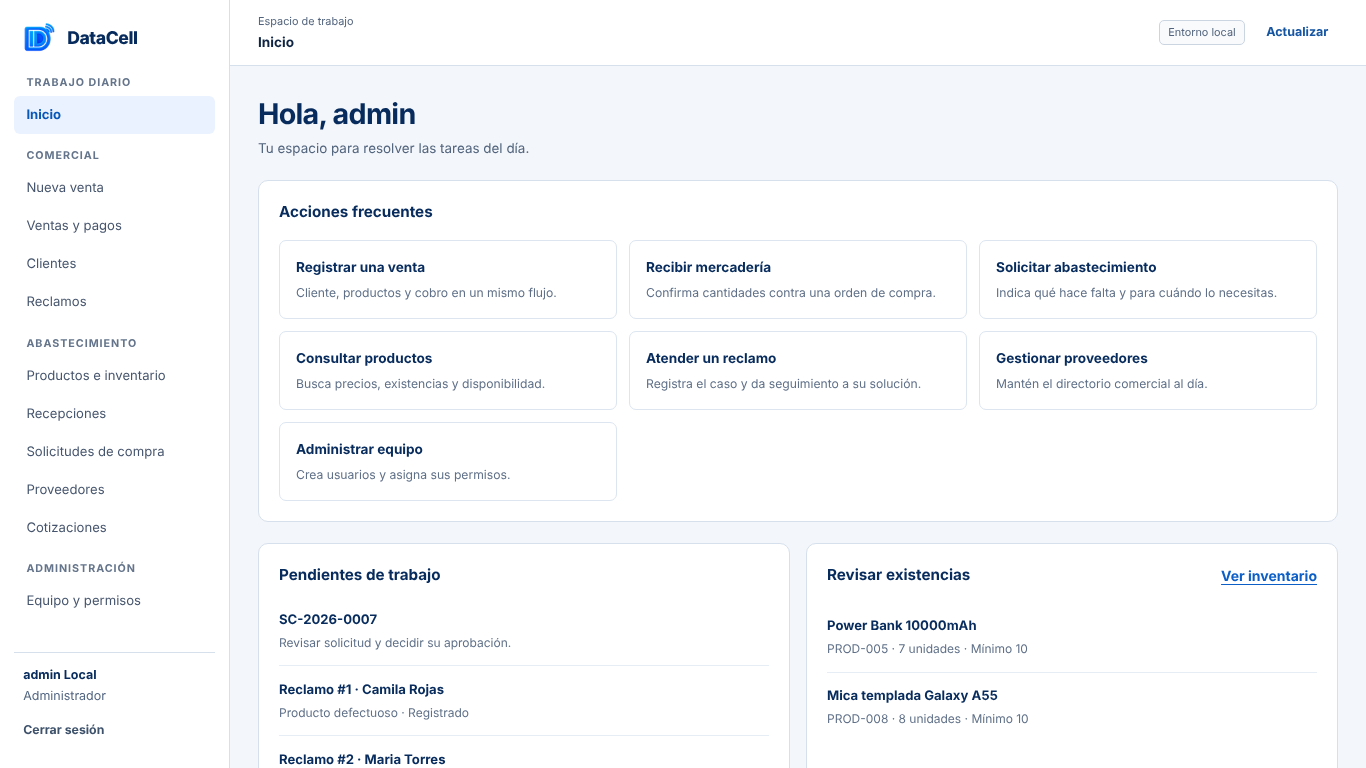 DataCell
TRABAJO DIARIO
Inicio
COMERCIAL
Nueva venta
Ventas y pagos
Clientes
Reclamos
ABASTECIMIENTO
Productos e inventario
Recepciones
Solicitudes de compra
Proveedores
Cotizaciones
ADMINISTRACIÓN
Equipo y permisos
admin Local
Administrador
Cerrar sesión
Espacio de trabajo
Inicio
Entorno local
Actualizar
Hola, admin
Tu espacio para resolver las tareas del día.
Acciones frecuentes
Registrar una venta
Cliente, productos y cobro en un mismo flujo.
Recibir mercadería
Confirma cantidades contra una orden de compra.
Solicitar abastecimiento
Indica qué hace falta y para cuándo lo necesitas.
Consultar productos
Busca precios, existencias y disponibilidad.
Atender un reclamo
Registra el caso y da seguimiento a su solución.
Gestionar proveedores
Mantén el directorio comercial al día.
Administrar equipo
Crea usuarios y asigna sus permisos.
Pendientes de trabajo
SC-2026-0007
Revisar solicitud y decidir su aprobación.
Reclamo #1 · Camila Rojas
Producto defectuoso · Registrado
Reclamo #2 · Maria Torres
Revisar existencias
Ver inventario
Power Bank 10000mAh
PROD-005 · 7 unidades · Mínimo 10
Mica templada Galaxy A55
PROD-008 · 8 unidades · Mínimo 10